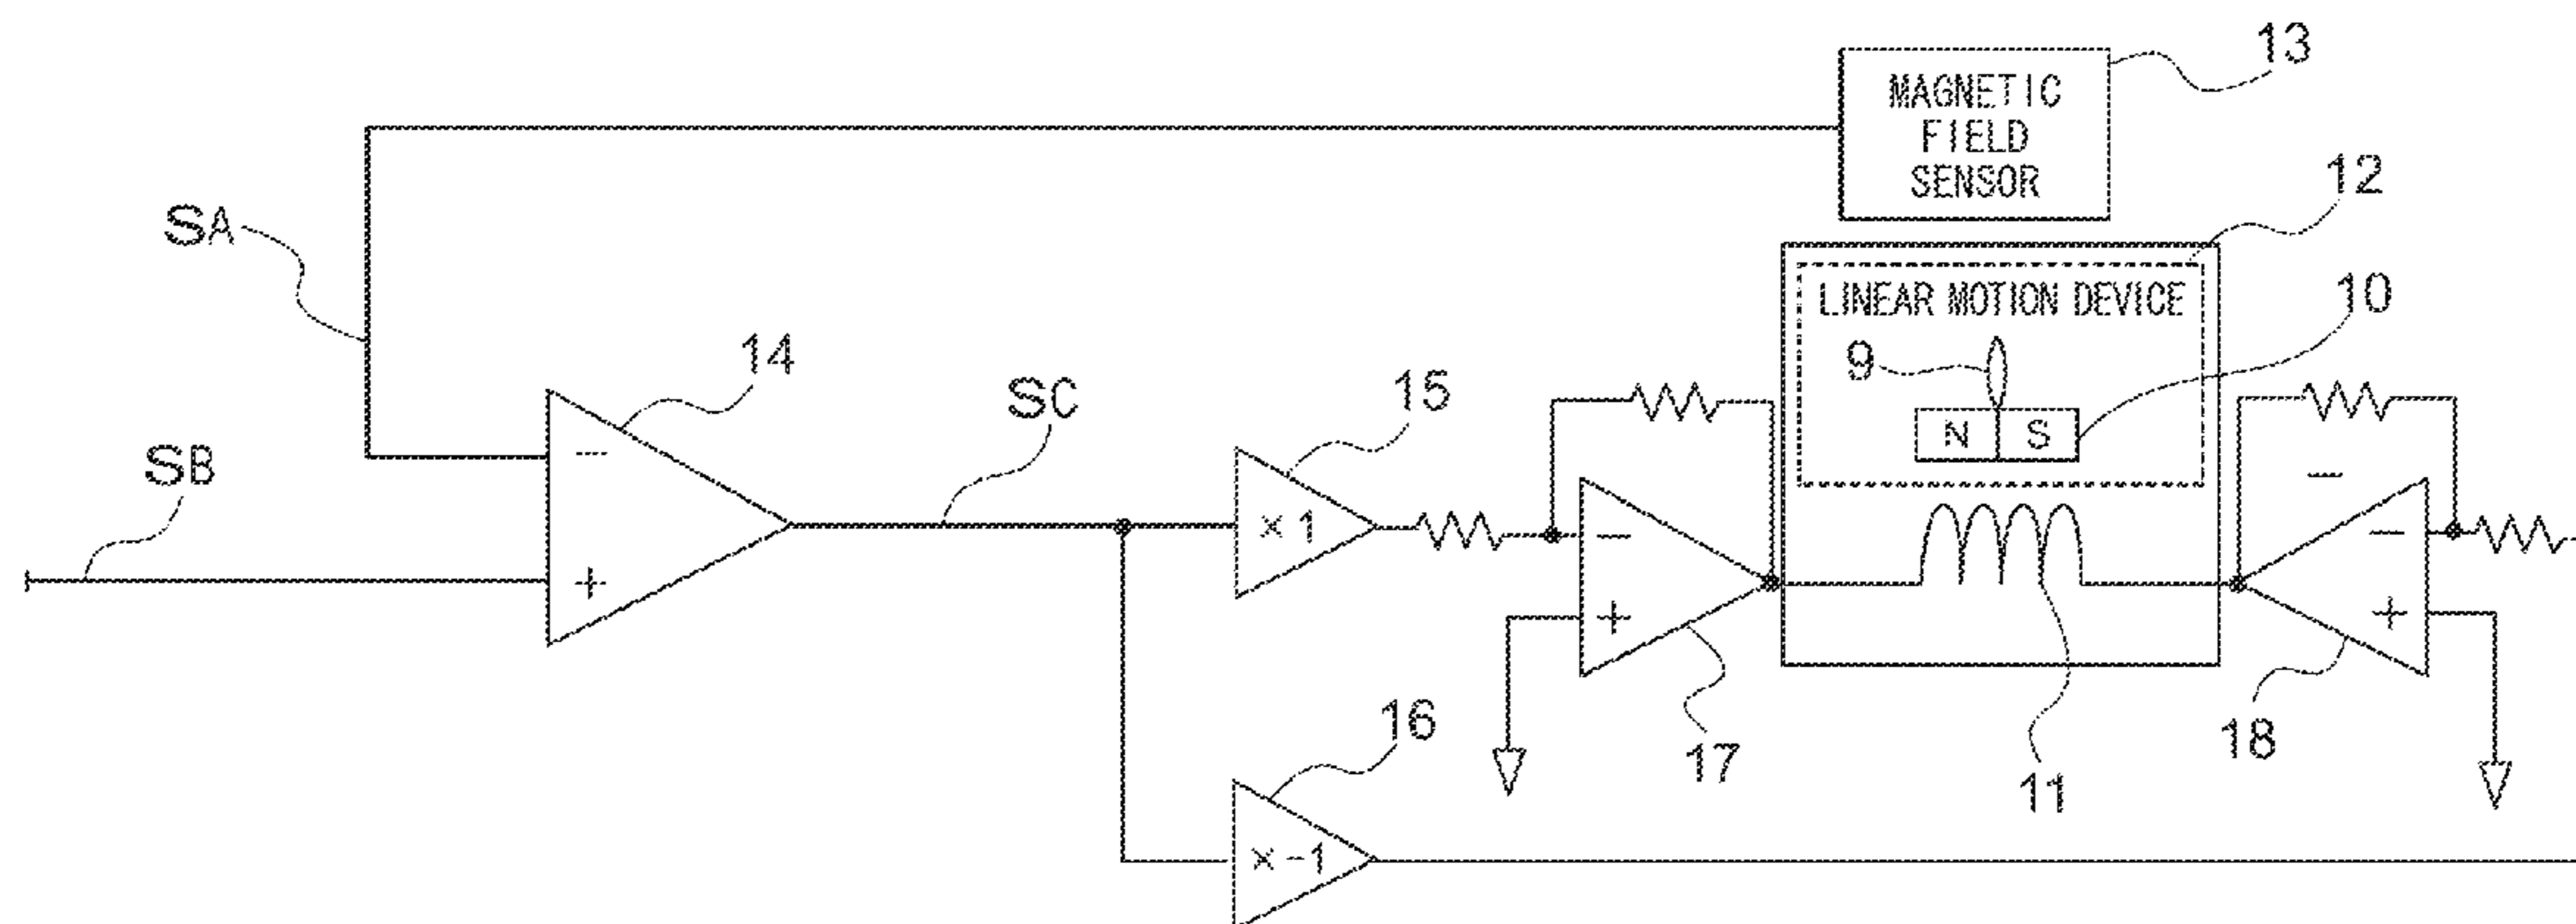 13
MAGNETIC
FIELD
SENSOR
12
SA
LINEAR MOTION DEVICE
10
9
14
SC
15
N S
SB
−
−
×1
−
−
+
+
+
16
17
18
11
×-1